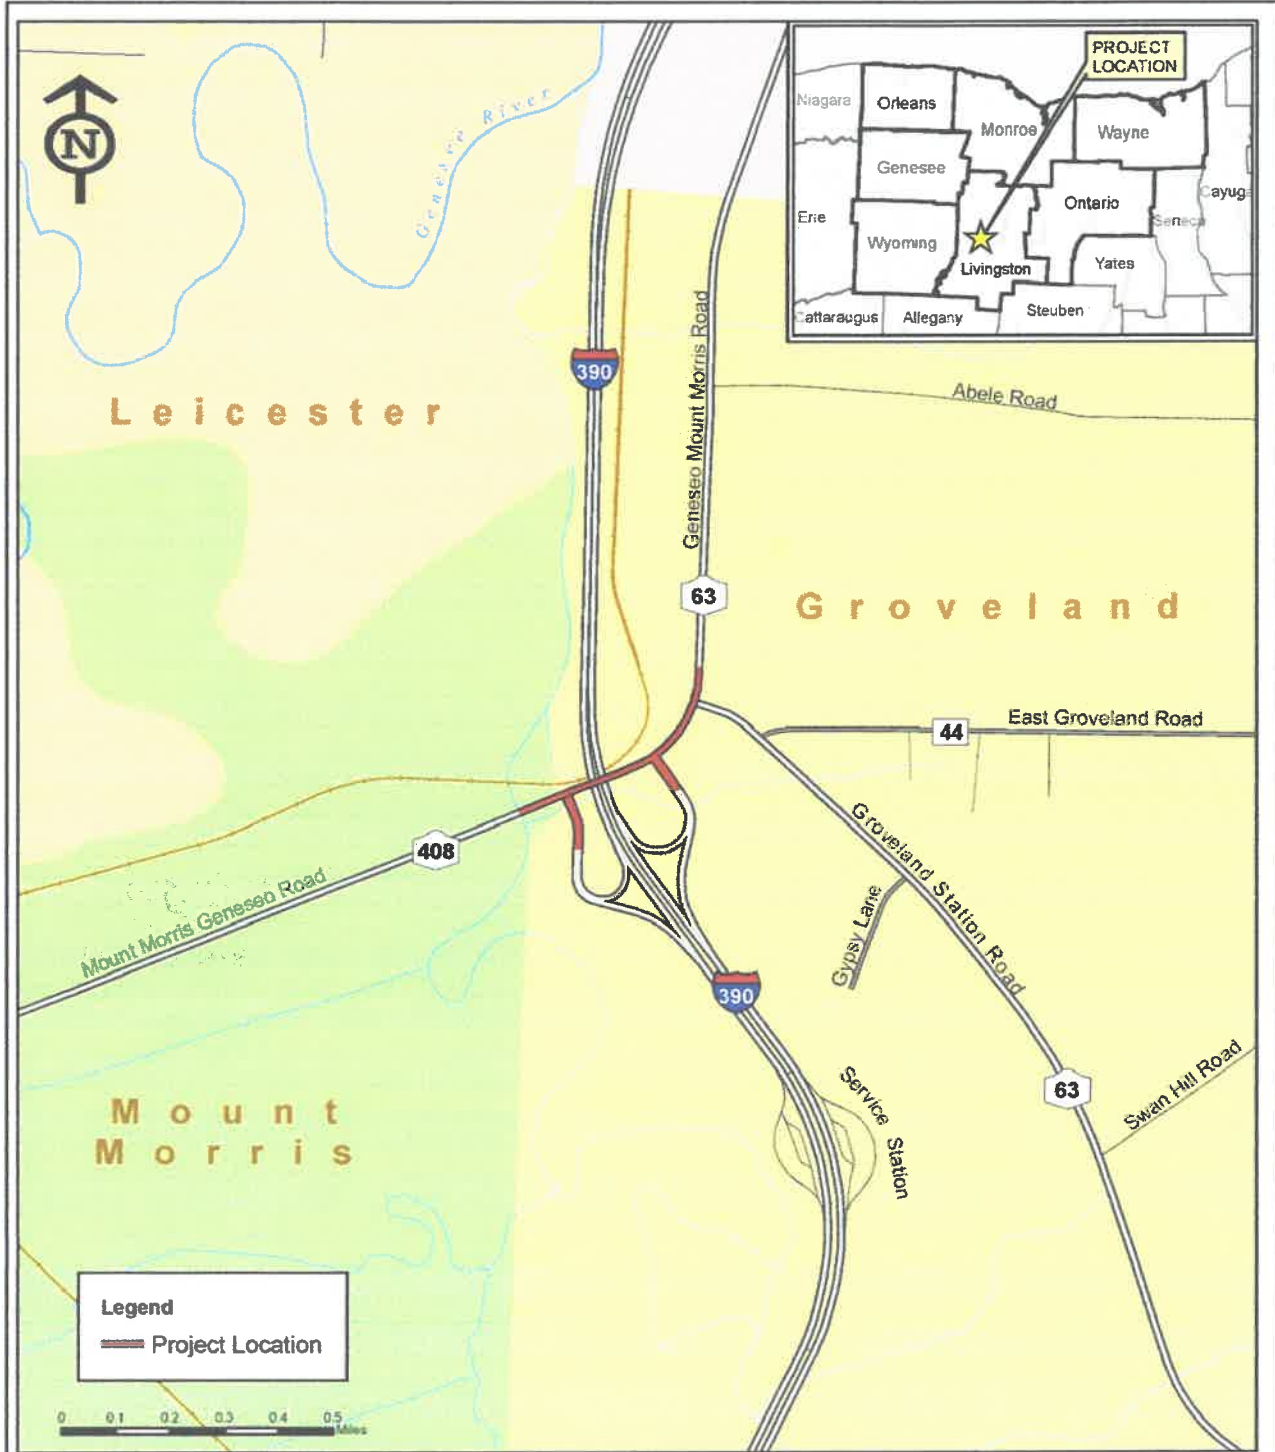 N
Genesee River
PROJECT
LOCATION
Niagara
Orleans
Monroe
Wayne
Genesee
Ontario
Cayug
Erie
Seneca
Wyoming
Livingston
Yates
Cattaraugus
Allegany
Steuben
390
Geneseo Mount Morris Road
Abele Road
Leicester
63
Groveland
East Groveland Road
44
408
Mount Morris Geneseo Road
Groveland Station Road
Gypsy Lane
390
Service Station
63
Swan Hill Road
Mount
Morris
Legend
Project Location
0 0.1 0.2 0.3 0.4 0.5
Miles